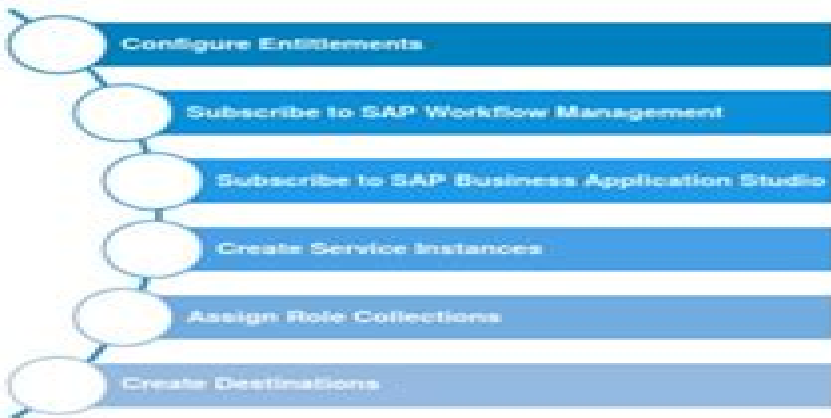 Configure Entitlements
Subscribe to SAP Workflow Management
Subscribe to SAP Business Application Studio
Create Service Instances
Assign Role Collections
Create Destinations